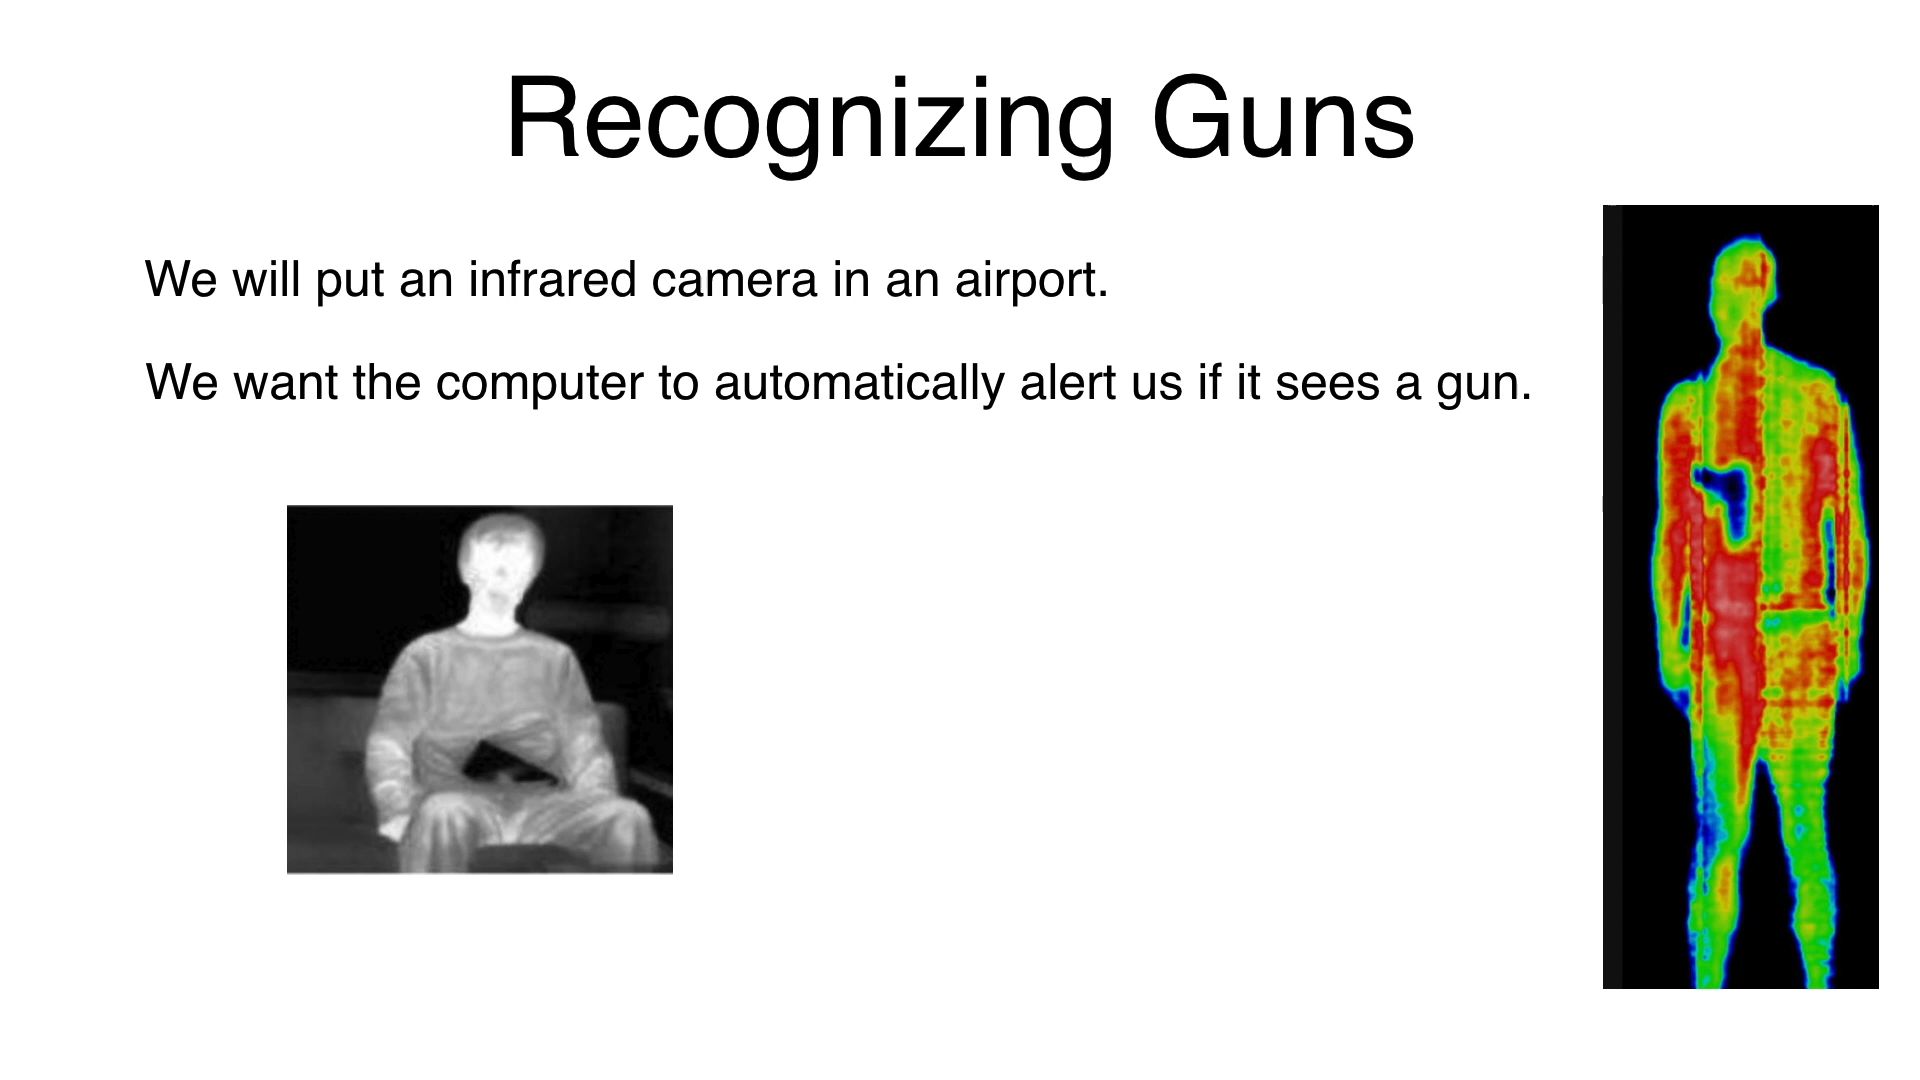 Recognizing Guns
We will put an infrared camera in an airport.
We want the computer to automatically alert us if it sees a gun.